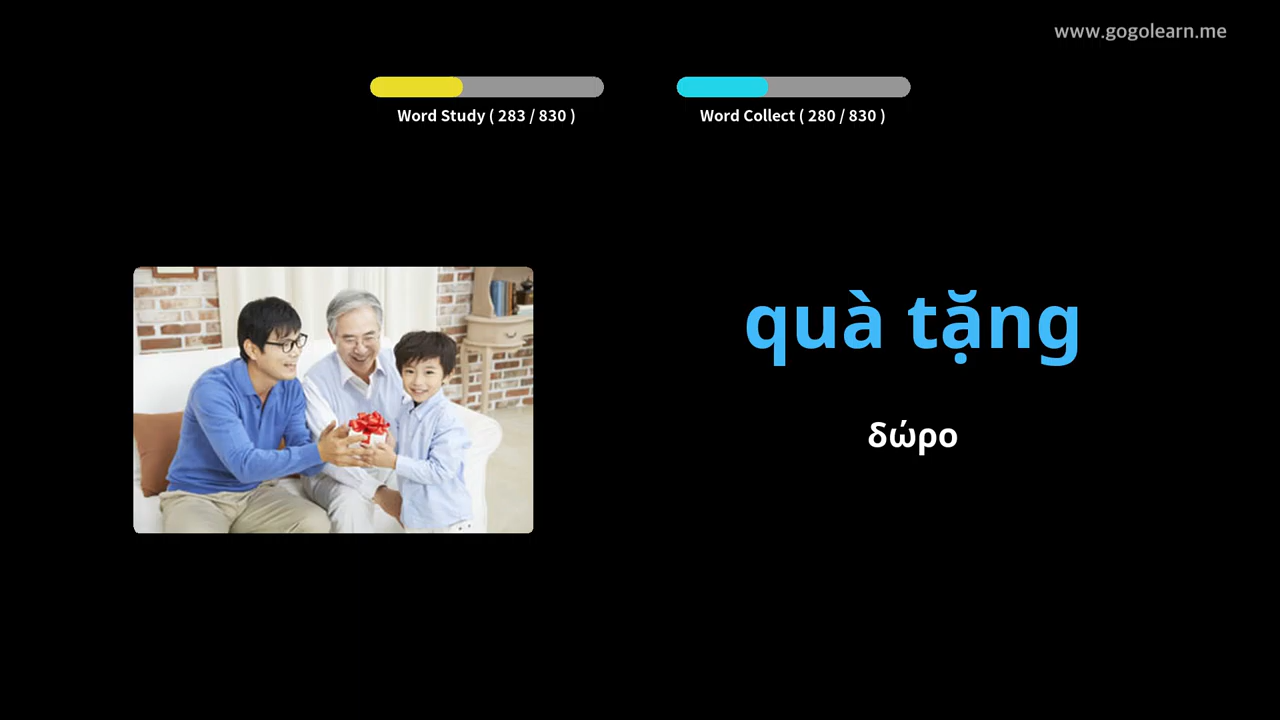 www.gogolearn.me
Word Study ( 283 / 830 )
Word Collect ( 280 / 830 )
quà tặng
δώρο